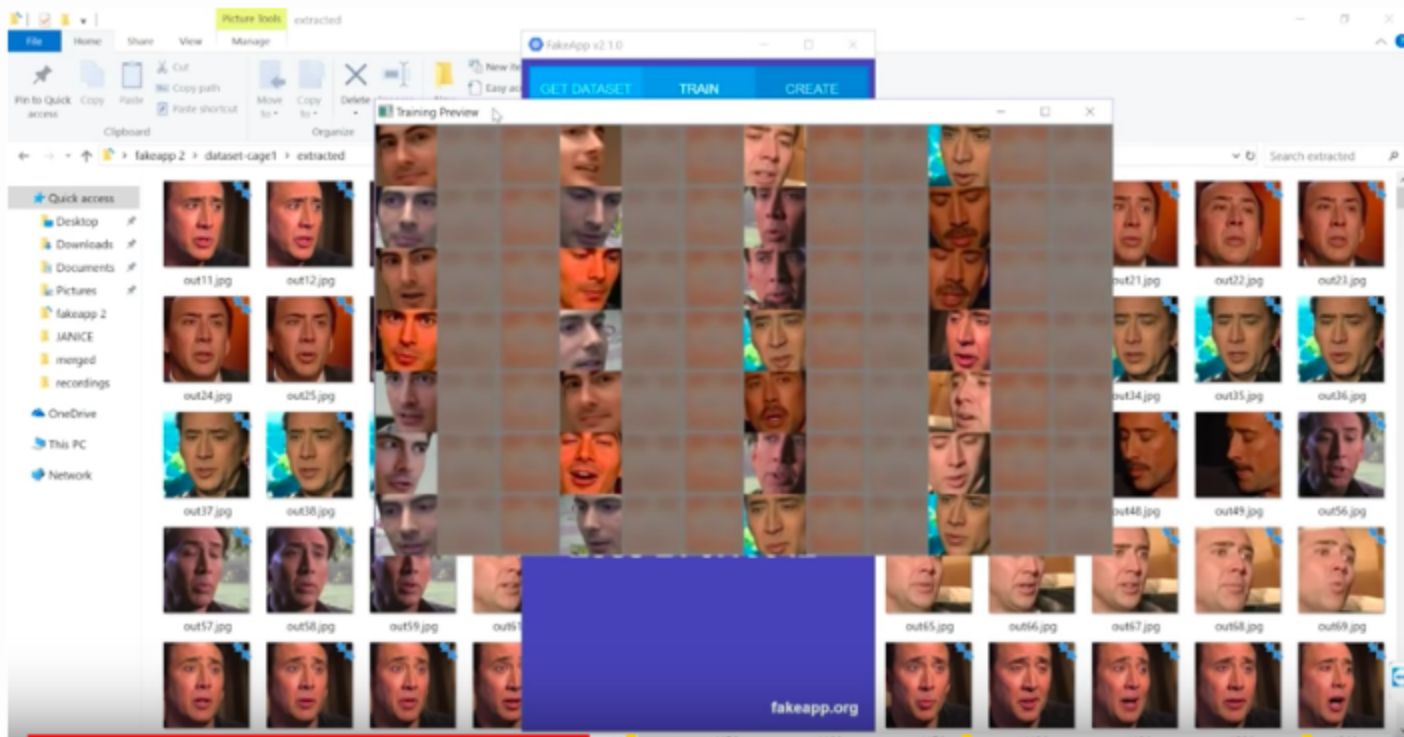 Picture Tools extracted
File Home Share View Manage
FakeApp v2.1.0
Pin to Quick access
Copy
Paste
Cut
Copy path
Paste shortcut
Move to
Copy to
Delete
Clipboard
Organize
GET DATASET TRAIN CREATE
Training Preview
fakeapp 2 > dataset-cage1 > extracted
Search extracted
Quick access
Desktop
Downloads
Documents
Pictures
fakeapp 2
JANICE
merged
recordings
OneDrive
This PC
Network
out11.jpg out12.jpg out21.jpg out22.jpg out23.jpg
out24.jpg out25.jpg out34.jpg out35.jpg out36.jpg
out37.jpg out38.jpg out48.jpg out49.jpg out56.jpg
out57.jpg out58.jpg out59.jpg out65.jpg out66.jpg out67.jpg out68.jpg out69.jpg
fakeapp.org